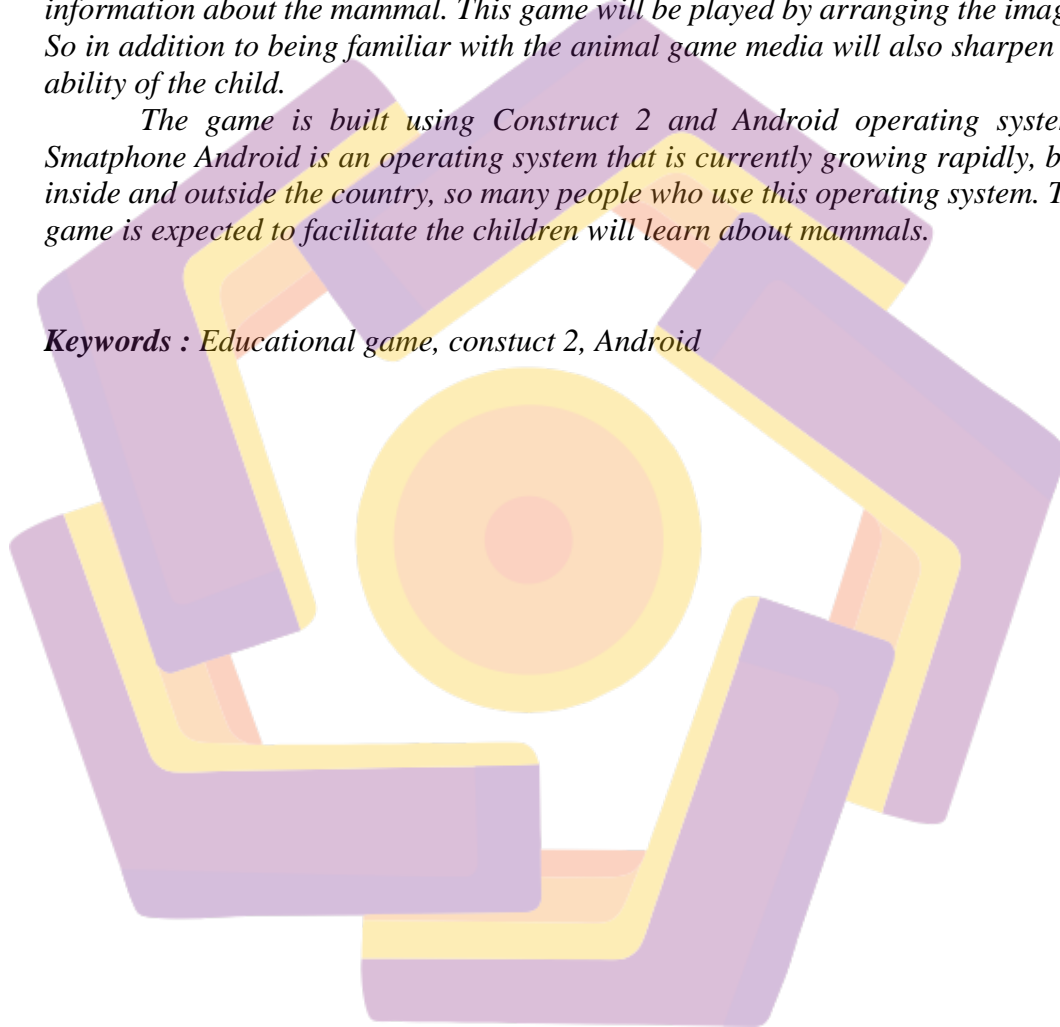 information about the mammal. This game will be played by arranging the imag
So in addition to being familiar with the animal game media will also sharpen
ability of the child.
The game is built using Construct 2 and Android operating syste
Smatphone Android is an operating system that is currently growing rapidly, b
inside and outside the country, so many people who use this operating system. T
game is expected to facilitate the children will learn about mammals.
Keywords : Educational game, constuct 2, Android